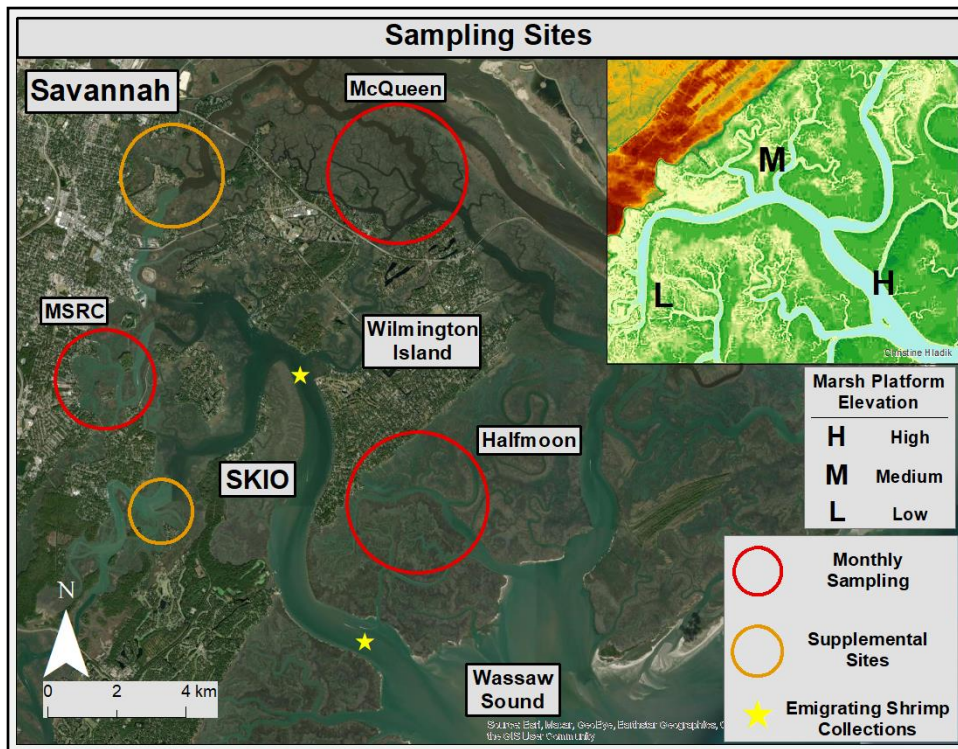 Sampling Sites
Savannah
McQueen
M
H
L
Christine Hladik
MSRC
Wilmington
Island
Marsh Platform
Elevation
H High
M Medium
L Low
Halfmoon
SKIO
Monthly
Sampling
N
Supplemental
Sites
0 2 4 km
Wassaw
Sound
Emigrating Shrimp
Collections
Source: Esri, Maxar, GeoEye, Earthstar Geographics,
the GIS User Community